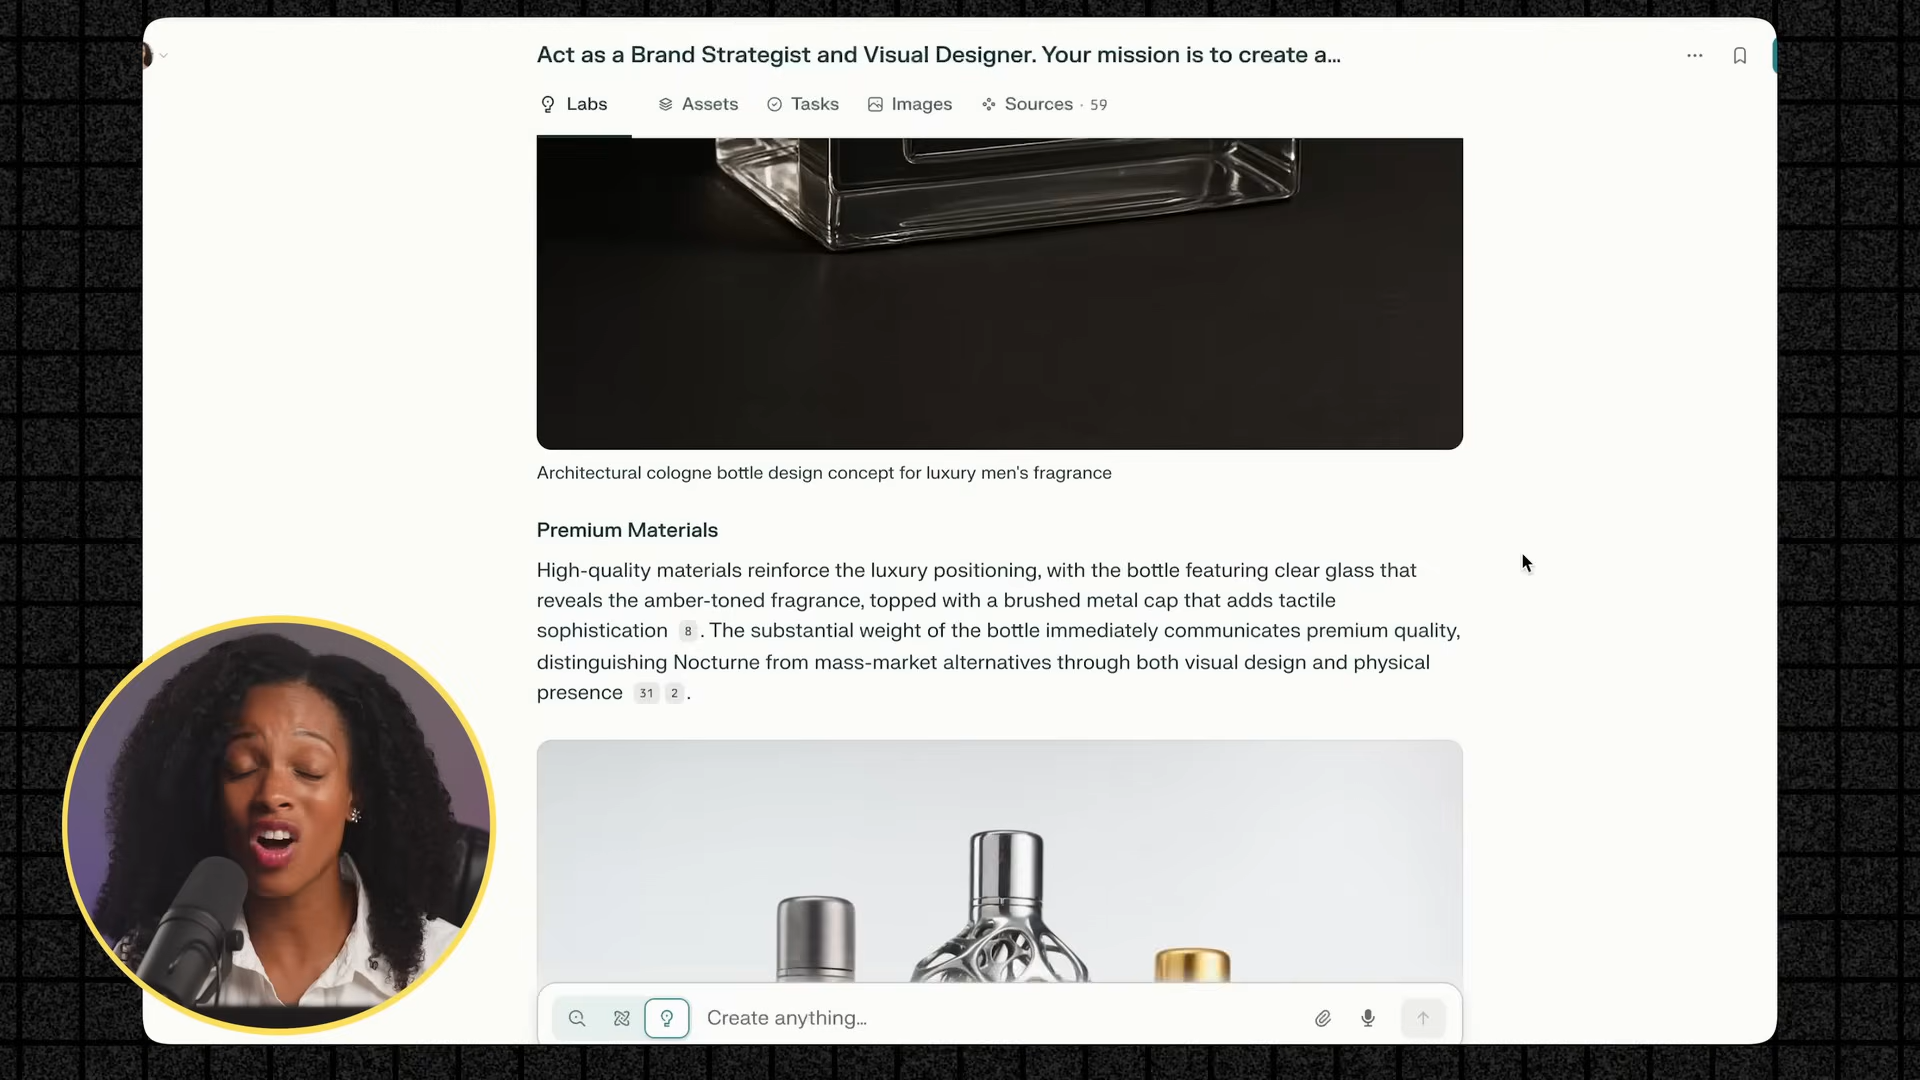 Act as a Brand Strategist and Visual Designer. Your mission is to create a...
Labs
Assets
Tasks
Images
Sources · 59
Architectural cologne bottle design concept for luxury men's fragrance
Premium Materials
High-quality materials reinforce the luxury positioning, with the bottle featuring clear glass that
reveals the amber-toned fragrance, topped with a brushed metal cap that adds tactile
sophistication 8 . The substantial weight of the bottle immediately communicates premium quality,
distinguishing Nocturne from mass-market alternatives through both visual design and physical
presence 31 2 .
Create anything...